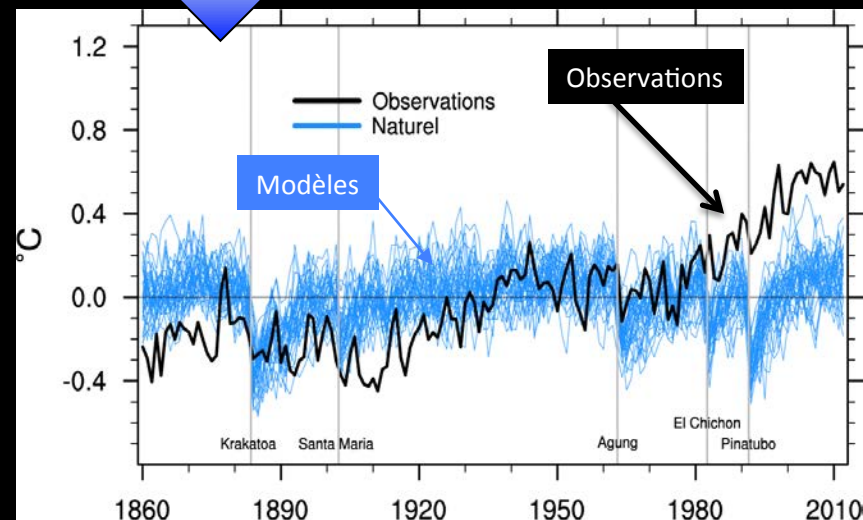 1.2
0.8
0.4
0.0
-0.4
°C
Observations
Naturel
Observations
Modèles
Krakatoa
Santa Maria
Agung
El Chichon
Pinatubo
1860 1890 1920 1950 1980 2010